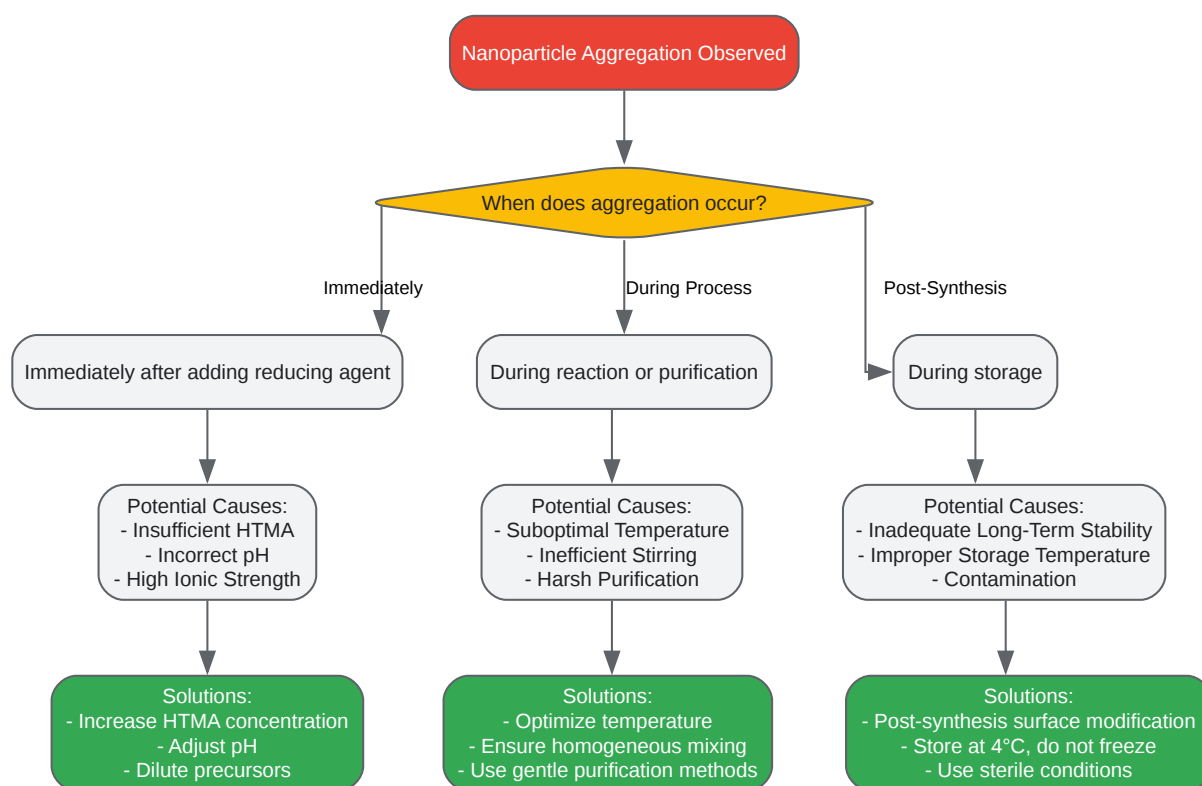 Nanoparticle Aggregation Observed
When does aggregation occur?
Immediately
During Process
Post-Synthesis
Immediately after adding reducing agent
During reaction or purification
During storage
Potential Causes:
- Insufficient HTMA
- Incorrect pH
- High Ionic Strength
Potential Causes:
- Suboptimal Temperature
- Inefficient Stirring
- Harsh Purification
Potential Causes:
- Inadequate Long-Term Stability
- Improper Storage Temperature
- Contamination
Solutions:
- Increase HTMA concentration
- Adjust pH
- Dilute precursors
Solutions:
- Optimize temperature
- Ensure homogeneous mixing
- Use gentle purification methods
Solutions:
- Post-synthesis surface modification
- Store at 4°C, do not freeze
- Use sterile conditions